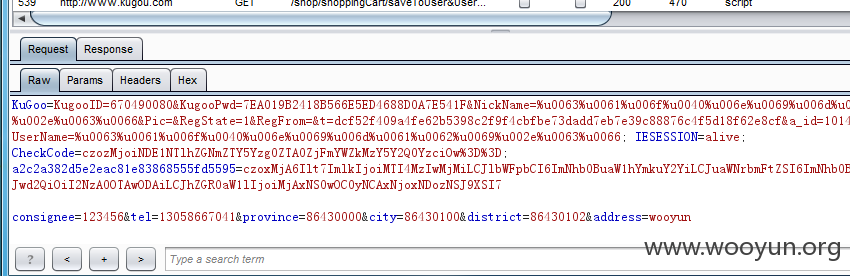 539 http://www.kugou.com GET /shop/shoppingCart/saveToUser&User... 200 470 script
Request Response
Raw Params Headers Hex
KuGoo=KugooID=670490080&KugooPwd=7EA019B2418B566E5ED4688D0A7E541F&NickName=%u0063%u0061%u006f%u0040%u006e%u0069%u006d%u0
%u002e%u0063%u0066&Pic=&RegState=1&RegFrom=&t=dcf52f409a4fe62b5398c2f9f4cbfbe73dadd7eb7e39c88876c4f5d18f62e8cf&a_id=1014
UserName=%u0063%u0061%u006f%u0040%u006e%u0069%u006d%u0061%u0062%u0069%u002e%u0063%u0066; IESESSION=alive;
CheckCode=czozMjoiNDE1NTlhZGNmZTY5Yzg0ZTA0ZjFmYWZkMzY5Y2Q0YzciOw%3D%3D;
a2c2a382d5e2eac81e83868555fd5595=czoxMjA6Ilt7ImlkIjoiMTI4MzIwMjMiLCJlbWFpbCI6ImNhb0BuaW1hYmkuY2YiLCJuaWNrbmFtZSI6ImNhb0B
Jwd2QiOiI2NzA0OTAwODAiLCJhZGR0aW1lIjoiMjAxNS0wOC0yNCAxNjoxNDozNSJ9XSI7
consignee=123456&tel=13058667041&province=86430000&city=86430100&district=86430102&address=wooyun
? < + > Type a search term
www.wooyun.org